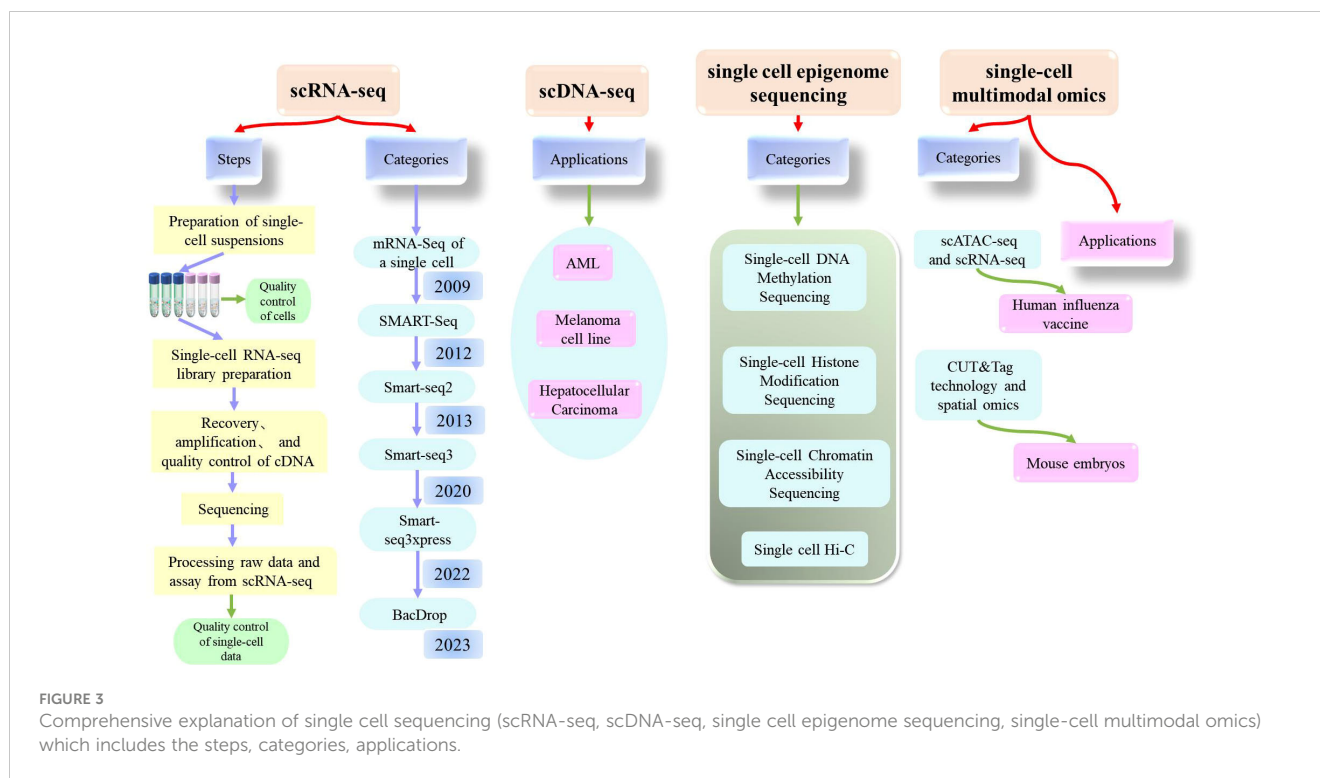 scRNA-seq
Steps
Preparation of single-
cell suspensions
Quality
control
of cells
Single-cell RNA-seq
library preparation
Recovery、
amplification、 and
quality control of cDNA
Sequencing
Processing raw data and
assay from scRNA-seq
Quality control
of single-cell
data
Categories
mRNA-Seq of
a single cell
2009
SMART-Seq
2012
Smart-seq2
2013
Smart-seq3
2020
Smart-
seq3xpress
2022
BacDrop
2023
scDNA-seq
Applications
AML
Melanoma
cell line
Hepatocellular
Carcinoma
single cell epigenome
sequencing
Categories
Single-cell DNA
Methylation
Sequencing
Single-cell Histone
Modification
Sequencing
Single-cell Chromatin
Accessibility
Sequencing
Single cell Hi-C
single-cell
multimodal omics
Categories
Applications
scATAC-seq
and scRNA-seq
Human influenza
vaccine
CUT&Tag
technology and
spatial omics
Mouse embryos
FIGURE 3
Comprehensive explanation of single cell sequencing (scRNA-seq, scDNA-seq, single cell epigenome sequencing, single-cell multimodal omics)
which includes the steps, categories, applications.